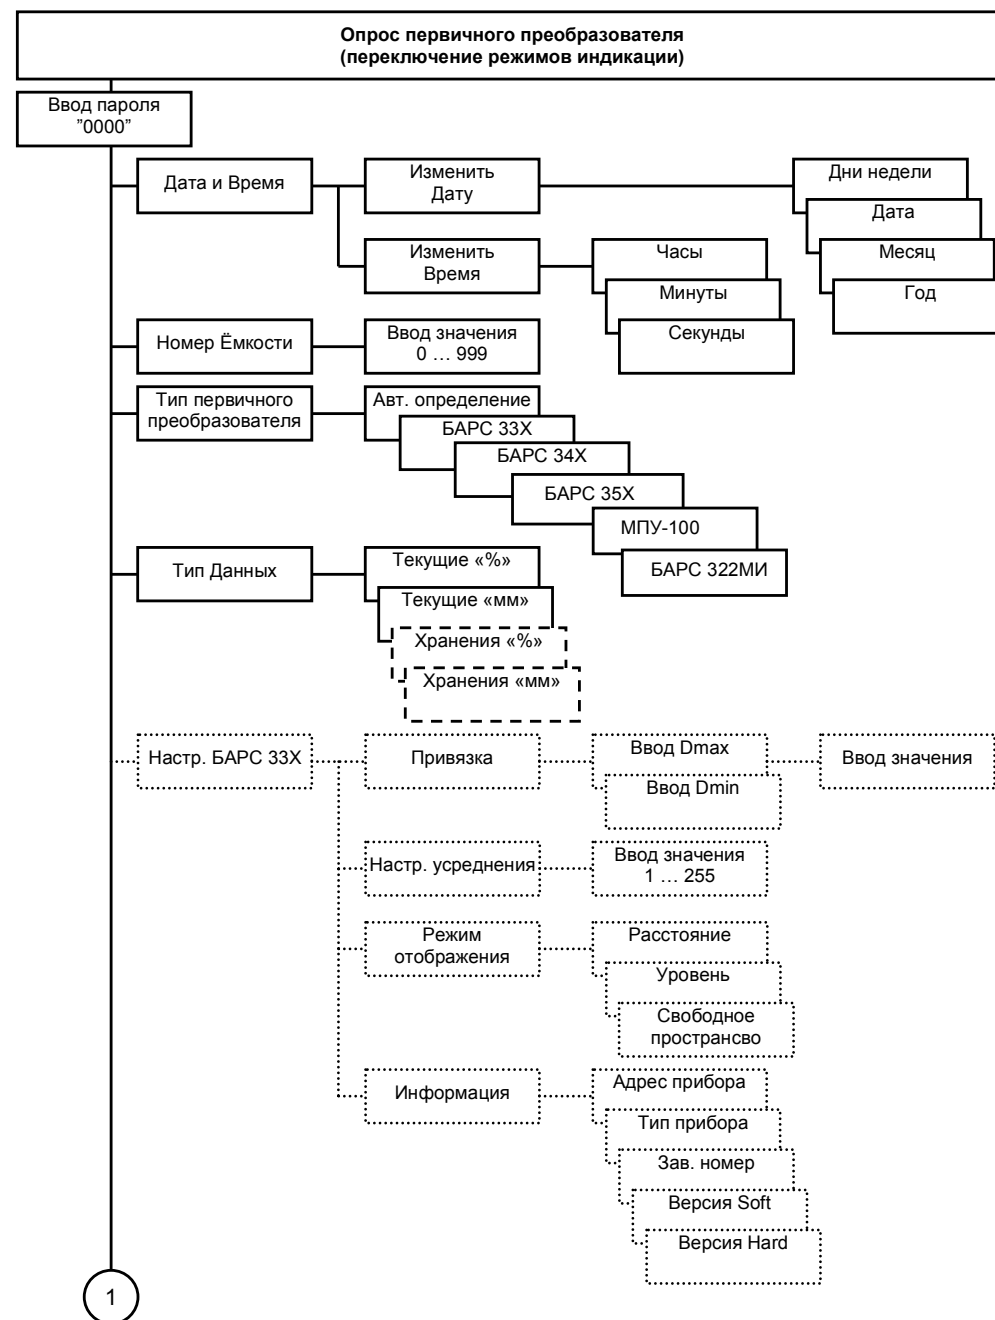 Опрос первичного преобразователя
(переключение режимов индикации)
Ввод пароля
”0000”
Дата и Время
Изменить
Дату
Дни недели
Дата
Месяц
Год
Изменить
Время
Часы
Минуты
Секунды
Номер Ёмкости
Ввод значения
0 … 999
Тип первичного
преобразователя
Авт. определение
БАРС 33Х
БАРС 34Х
БАРС 35Х
МПУ-100
БАРС 322МИ
Тип Данных
Текущие «%»
Текущие «мм»
Хранения «%»
Хранения «мм»
Настр. БАРС 33Х
Привязка
Ввод Dmax
Ввод Dmin
Ввод значения
Настр. усреднения
Ввод значения
1 … 255
Режим
отображения
Расстояние
Уровень
Свободное
пространсво
Информация
Адрес прибора
Тип прибора
Зав. номер
Версия Soft
Версия Hard
1